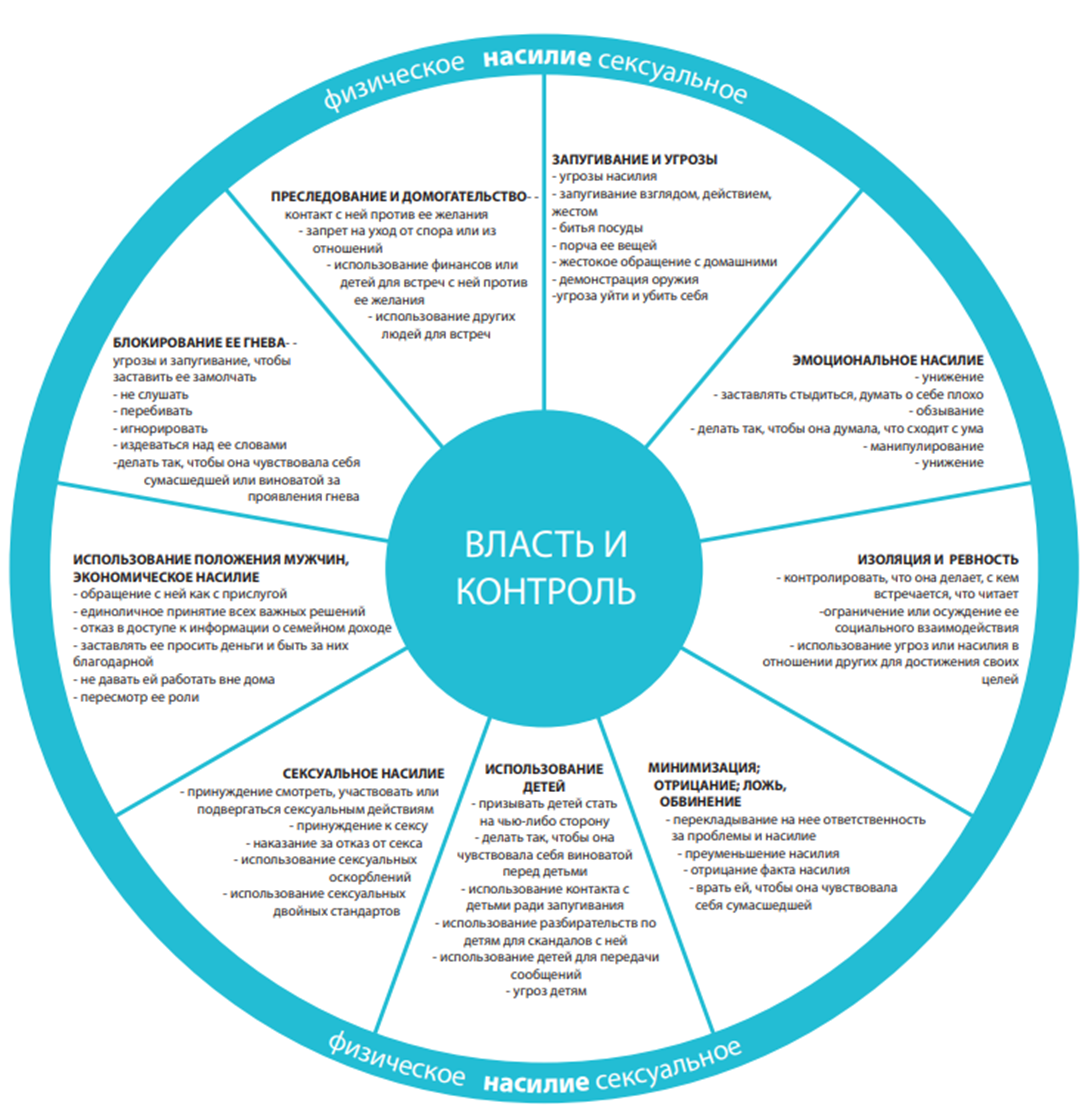 физическое насилие сексуальное
ЗАПУГИВАНИЕ И УГРОЗЫ
- угрозы насилия
- запугивание взглядом, действием,
жестом
- битья посуды
- порча ее вещей
- жестокое обращение с домашними
- демонстрация оружия
-угроза уйти и убить себя
ЭМОЦИОНАЛЬНОЕ НАСИЛИЕ
- унижение
- заставлять стыдиться, думать о себе плохо
- обзывание
- делать так, чтобы она думала, что сходит с ума
- манипулирование
- унижение
ИЗОЛЯЦИЯ И РЕВНОСТЬ
- контролировать, что она делает, с кем
встречается, что читает
-ограничение или осуждение ее
социального взаимодействия
- использование угроз или насилия в
отношении других для достижения своих
целей
МИНИМИЗАЦИЯ;
ОТРИЦАНИЕ; ЛОЖЬ,
ОБВИНЕНИЕ
- перекладывание на нее ответственность
за проблемы и насилие
- преуменьшение насилия
- отрицание факта насилия
- врать ей, чтобы она чувствовала
себя сумасшедшей
ИСПОЛЬЗОВАНИЕ
ДЕТЕЙ
- призывать детей стать
на чью-либо сторону
- делать так, чтобы она
чувствовала себя виноватой
перед детьми
- использование контакта с
детьми ради запугивания
- использование разбирательств по
детям для скандалов с ней
- использование детей для передачи
сообщений
- угроз детям
СЕКСУАЛЬНОЕ НАСИЛИЕ
- принуждение смотреть, участвовать или
подвергаться сексуальным действиям
- принуждение к сексу
- наказание за отказ от секса
- использование сексуальных
оскорблений
- использование сексуальных
двойных стандартов
ИСПОЛЬЗОВАНИЕ ПОЛОЖЕНИЯ МУЖЧИН,
ЭКОНОМИЧЕСКОЕ НАСИЛИЕ
- обращение с ней как с прислугой
- единоличное принятие всех важных решений
- отказ в доступе к информации о семейном доходе
- заставлять ее просить деньги и быть за них
благодарной
- не давать ей работать вне дома
- пересмотр ее роли
БЛОКИРОВАНИЕ ЕЕ ГНЕВА- -
угрозы и запугивание, чтобы
заставить ее замолчать
- не слушать
- перебивать
- игнорировать
- издеваться над ее словами
-делать так, чтобы она чувствовала себя
сумасшедшей или виноватой за
проявления гнева
ПРЕСЛЕДОВАНИЕ И ДОМОГАТЕЛЬСТВО- -
контакт с ней против ее желания
- запрет на уход от спора или из
отношений
- использование финансов или
детей для встреч с ней против
ее желания
- использование других
людей для встреч
ВЛАСТЬ И
КОНТРОЛЬ
физическое насилие сексуальное